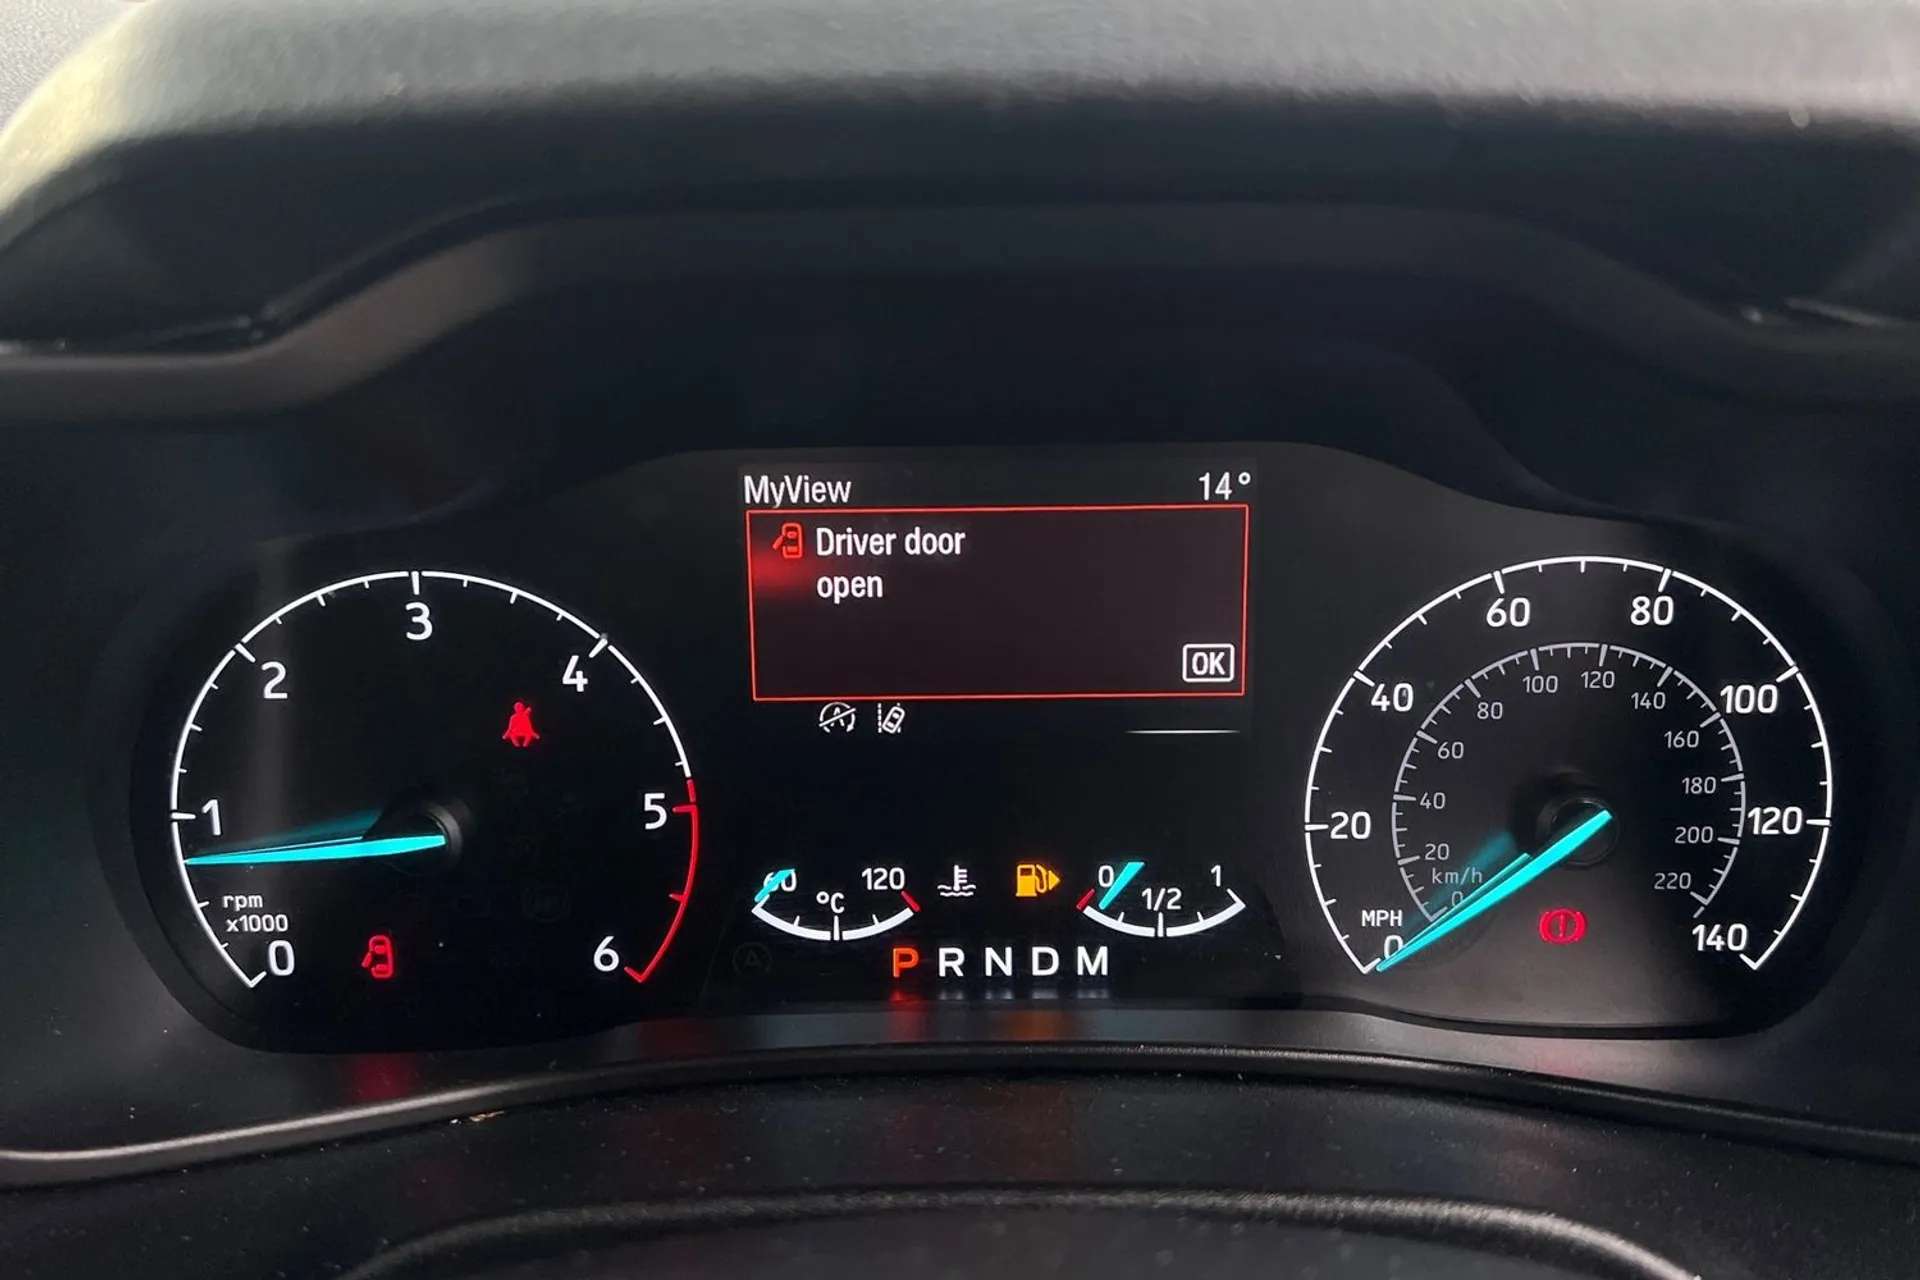 MyView 14°
Driver door
open
OK
0 1 2 3 4 5 6
rpm
x1000
60 °C 120
0 1/2 1
P R N D M
0 20 40 60 80 100 120 140
MPH
0 20 40 60 80 100 120 140 160 180 200 220
km/h